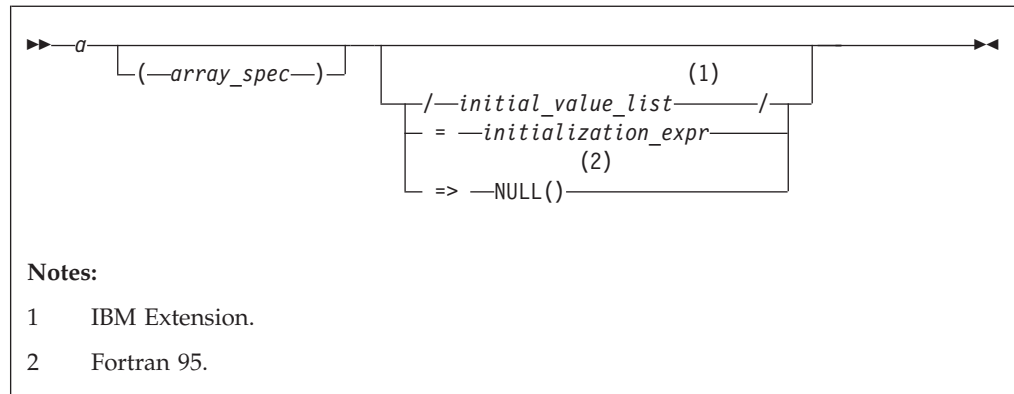 a
( array_spec )
(1)
/ initial_value_list /
= initialization_expr
(2)
=> NULL()
Notes:
1 IBM Extension.
2 Fortran 95.